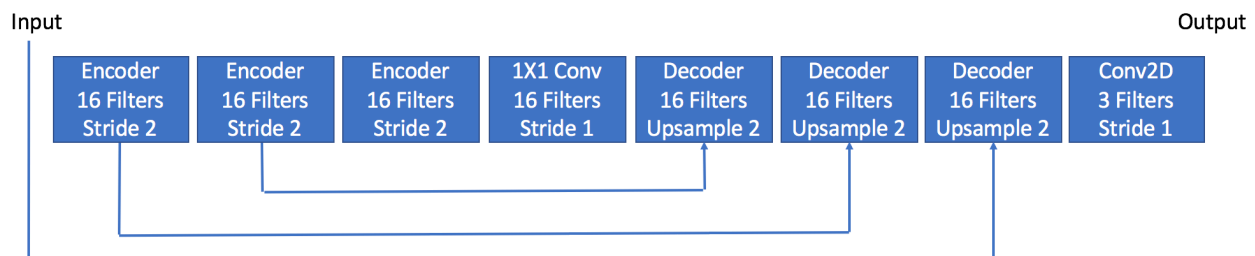 Input
Output
Encoder
16 Filters
Stride 2
Encoder
16 Filters
Stride 2
Encoder
16 Filters
Stride 2
1X1 Conv
16 Filters
Stride 1
Decoder
16 Filters
Upsample 2
Decoder
16 Filters
Upsample 2
Decoder
16 Filters
Upsample 2
Conv2D
3 Filters
Stride 1